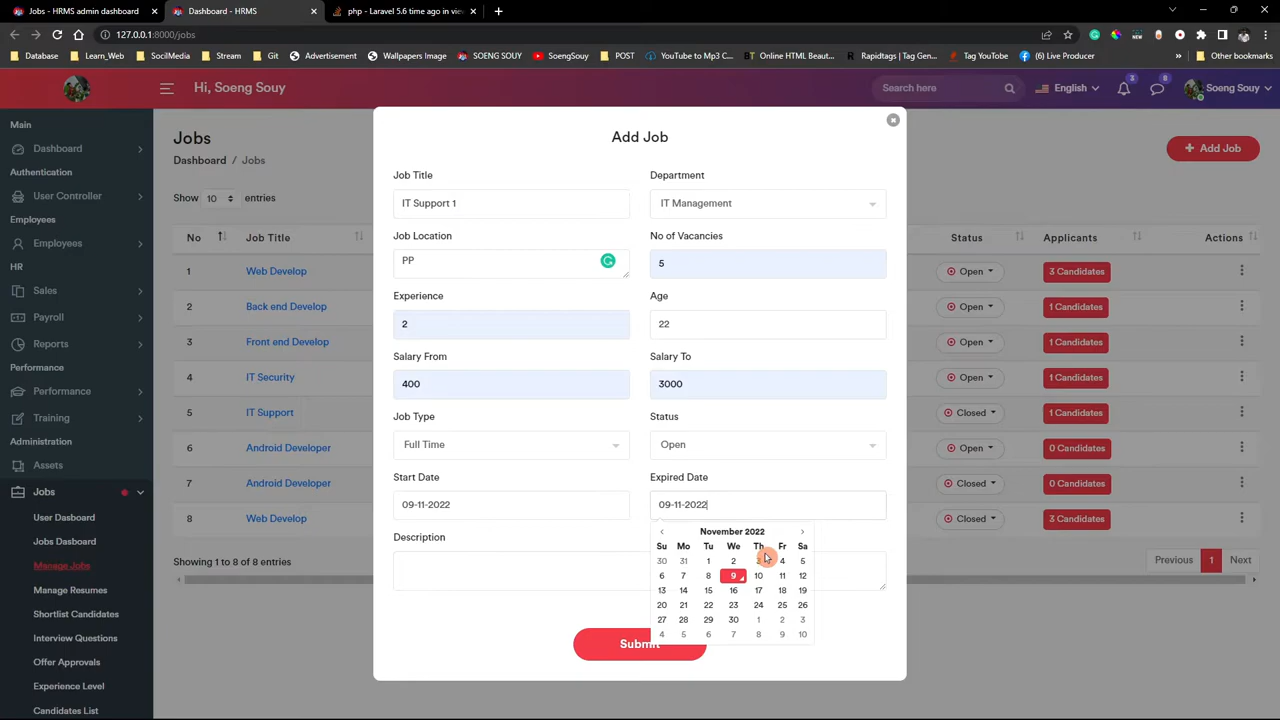 Jobs - HRMS admin dashboard
Dashboard - HRMS
php - Laravel 5.6 time ago in view
127.0.0.1:8000/jobs
Database
Learn_Web
SocilMedia
Stream
Git
Advertisement
Wallpapers Image
SOENG SOUY
SoengSouy
POST
YouTube to Mp3 C...
Online HTML Beaut...
Rapidtags | Tag Gen...
Tag YouTube
(6) Live Producer
Other bookmarks
Hi, Soeng Souy
Search here
English
3
8
Soeng Souy
Main
Dashboard
Authentication
User Controller
Employees
Employees
HR
Sales
Payroll
Reports
Performance
Performance
Training
Administration
Assets
Jobs
User Dasboard
Jobs Dasboard
Manage Jobs
Manage Resumes
Shortlist Candidates
Interview Questions
Offer Approvals
Experience Level
Candidates List
Jobs
Dashboard / Jobs
+ Add Job
Show 10 entries
No Job Title Status Applicants Actions
1 Web Develop Open 3 Candidates
2 Back end Develop Open 1 Candidates
3 Front end Develop Open 1 Candidates
4 IT Security Open 1 Candidates
5 IT Support Closed 1 Candidates
6 Android Developer Closed 0 Candidates
7 Android Developer Closed 0 Candidates
8 Web Develop Closed 3 Candidates
Showing 1 to 8 of 8 entries
Previous 1 Next
Add Job
Job Title
IT Support 1
Department
IT Management
Job Location
PP
No of Vacancies
5
Experience
2
Age
22
Salary From
400
Salary To
3000
Job Type
Full Time
Status
Open
Start Date
09-11-2022
Expired Date
09-11-2022
Description
November 2022
Su Mo Tu We Th Fr Sa
30 31 1 2 3 4 5
6 7 8 9 10 11 12
13 14 15 16 17 18 19
20 21 22 23 24 25 26
27 28 29 30 1 2 3
4 5 6 7 8 9 10
Submit